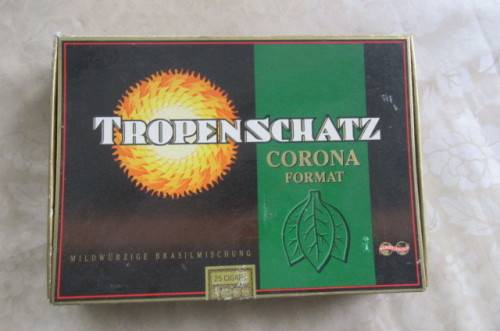 TROPENSCHATZ
CORONA
FORMAT
MILDWÜRZIGE BRASILMISCHUNG
25 CIGARS